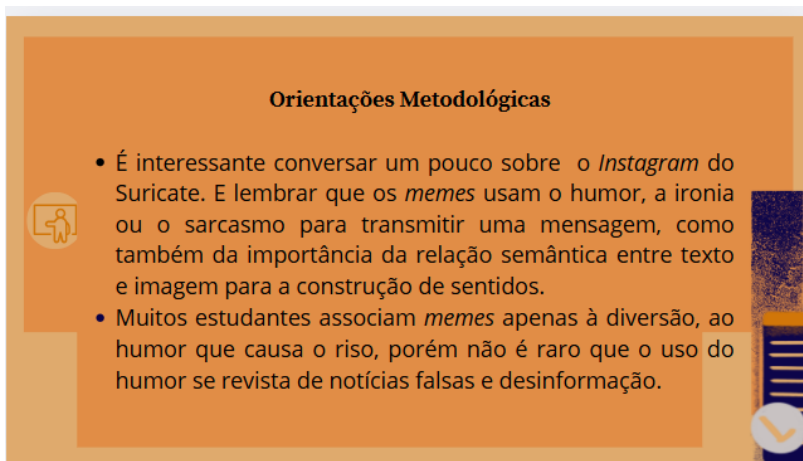 Orientações Metodológicas
• É interessante conversar um pouco sobre o Instagram do
Suricate. E lembrar que os memes usam o humor, a ironia
ou o sarcasmo para transmitir uma mensagem, como
também da importância da relação semântica entre texto
e imagem para a construção de sentidos.
• Muitos estudantes associam memes apenas à diversão, ao
humor que causa o riso, porém não é raro que o uso do
humor se revista de notícias falsas e desinformação.